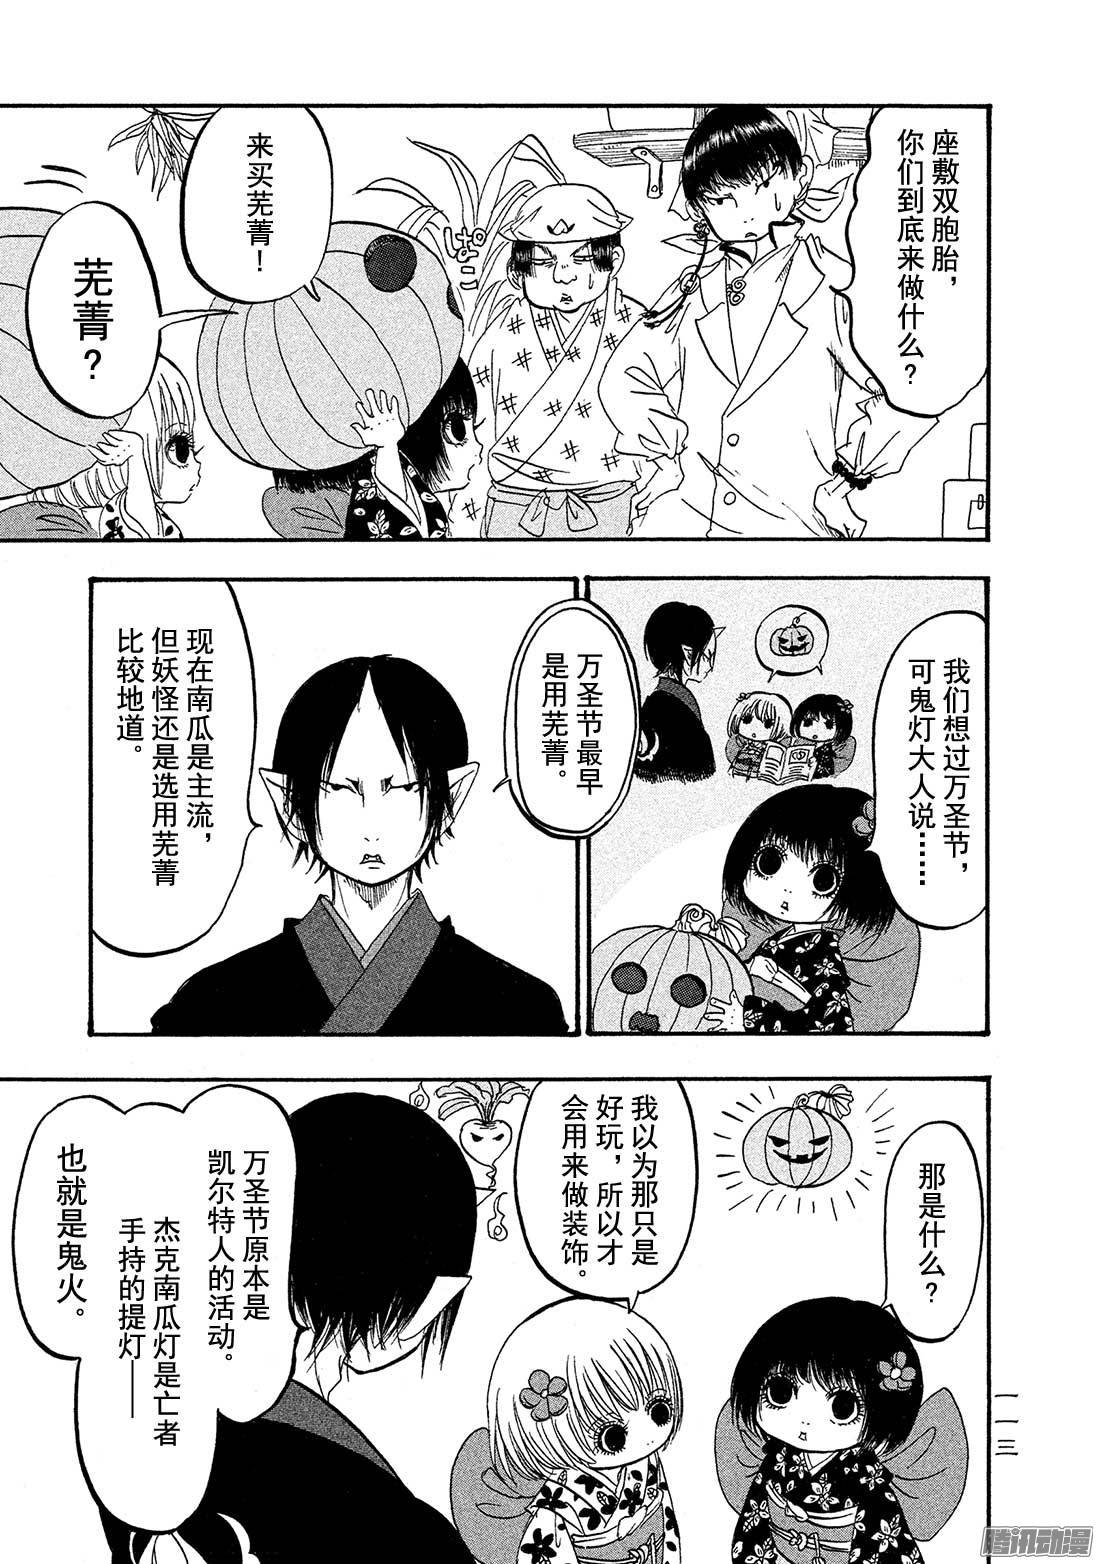 座敷双胞胎，
你们到底来做什么？
ぱこ
来买芜菁！
芜菁？
我们想过万圣节，
可鬼灯大人说……
万圣节最早
是用芜菁。
现在南瓜是主流，
但妖怪还是选用芜菁
比较地道。
那是什么？
我以为那只是
好玩，所以才
会用来做装饰。
万圣节原本是
凯尔特人的活动。
杰克南瓜灯是亡者
手持的提灯——
也就是鬼火。
一一三
腾讯动漫